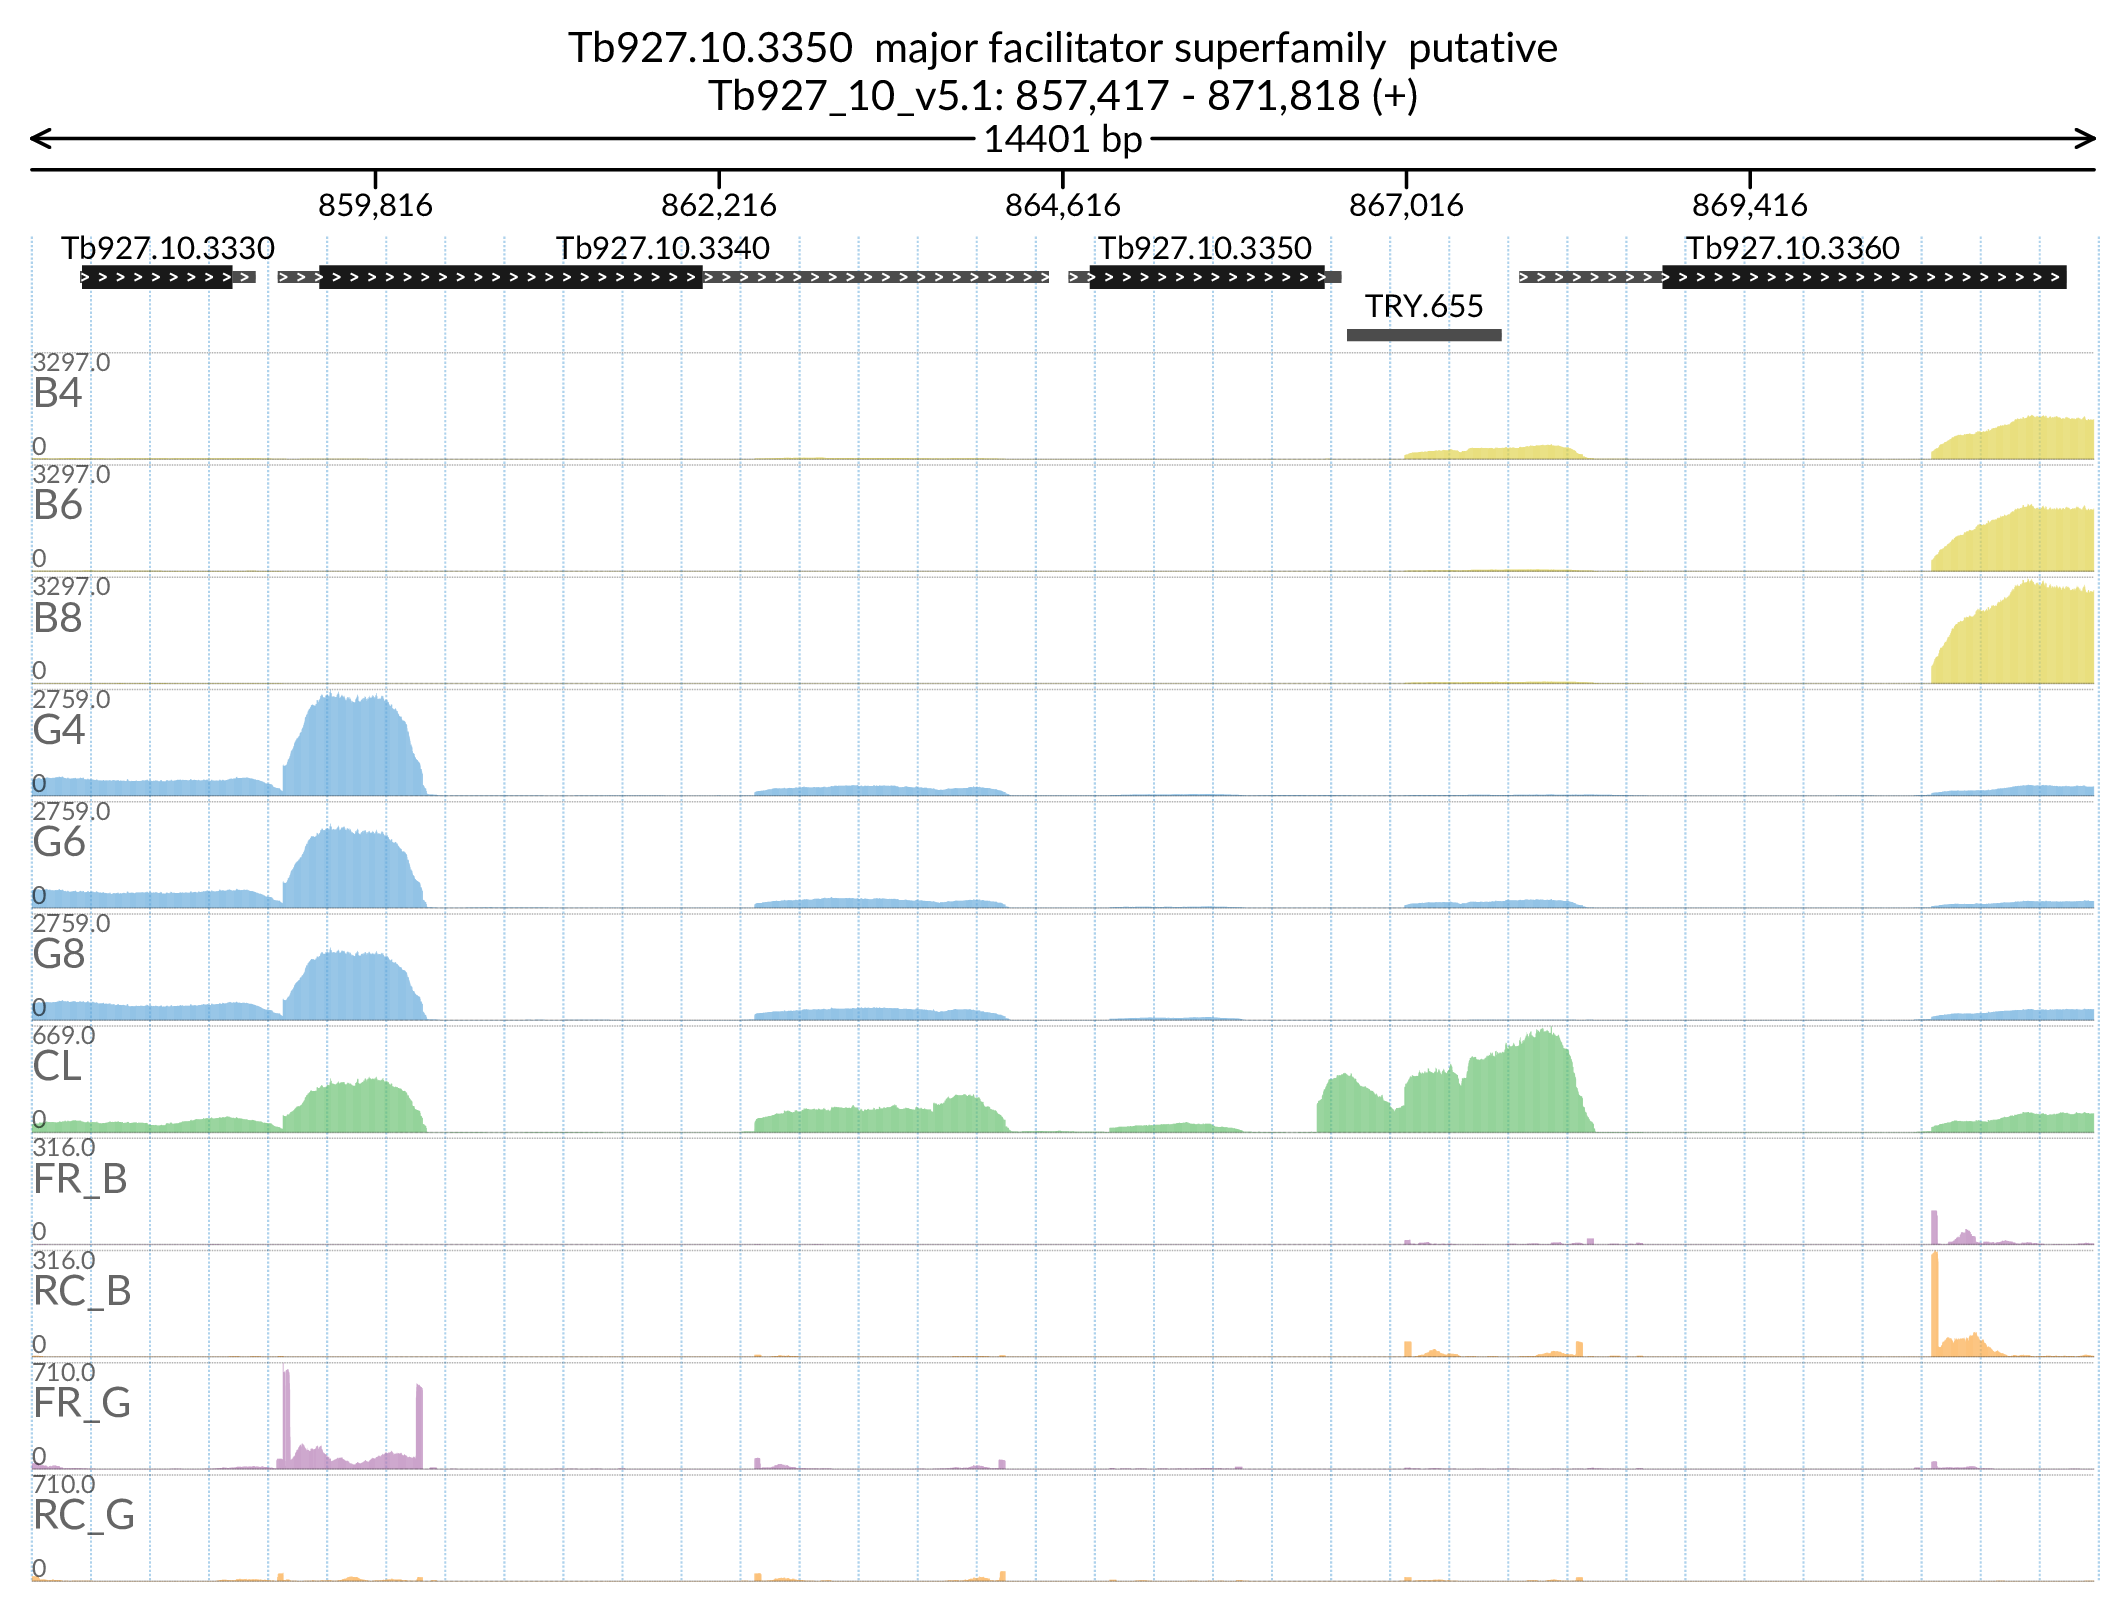 Tb927.10.3350  major facilitator superfamily  putative
Tb927_10_v5.1: 857,417 - 871,818 (+)
14401 bp
859,816 862,216 864,616 867,016 869,416
Tb927.10.3330 Tb927.10.3340 Tb927.10.3350 Tb927.10.3360
TRY.655
3297.0
B4
0
3297.0
B6
0
3297.0
B8
0
2759.0
G4
0
2759.0
G6
0
2759.0
G8
0
669.0
CL
0
316.0
FR_B
0
316.0
RC_B
0
710.0
FR_G
0
710.0
RC_G
0